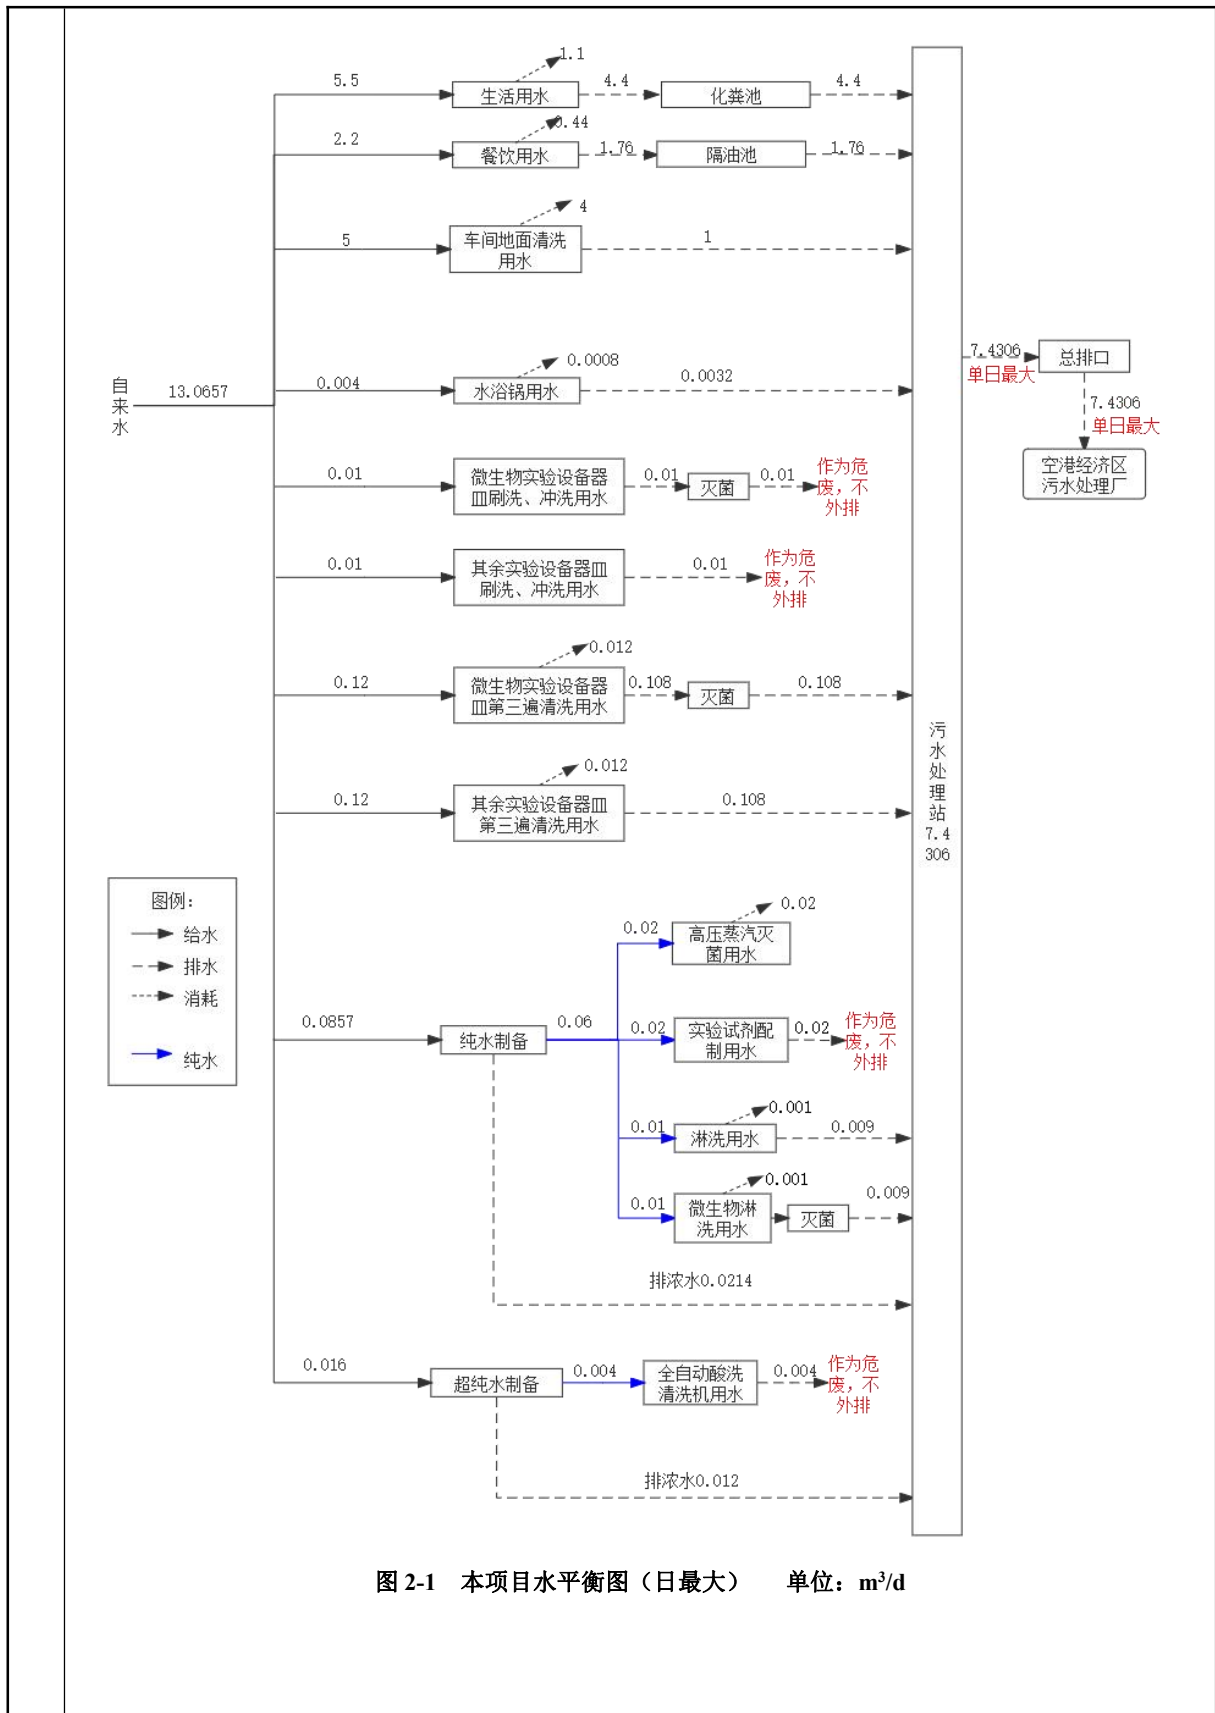 1.1
5.5
生活用水
4.4
化粪池
4.4
0.44
2.2
餐饮用水
1.76
隔油池
1.76
4
5
车间地面清洗
用水
1
自
来
水
13.0657
0.0008
0.004
水浴锅用水
0.0032
7.4306
单日最大
总排口
7.4306
单日最大
空港经济区
污水处理厂
0.01
微生物实验设备器
皿刷洗、冲洗用水
0.01
灭菌
0.01
作为危
废，不
外排
0.01
其余实验设备器皿
刷洗、冲洗用水
0.01
作为危
废，不
外排
0.012
0.12
微生物实验设备器
皿第三遍清洗用水
0.108
灭菌
0.108
0.012
0.12
其余实验设备器皿
第三遍清洗用水
0.108
污
水
处
理
站
7.4
306
图例：
给水
排水
消耗
纯水
0.02
0.02
高压蒸汽灭
菌用水
0.0857
纯水制备
0.06
0.02
实验试剂配
制用水
0.02
作为危
废，不
外排
0.001
0.01
淋洗用水
0.009
0.001
0.01
微生物淋
洗用水
灭菌
0.009
排浓水0.0214
0.016
超纯水制备
0.004
全自动酸洗
清洗机用水
0.004
作为危
废，不
外排
排浓水0.012
图 2-1 本项目水平衡图（日最大） 单位：m³/d